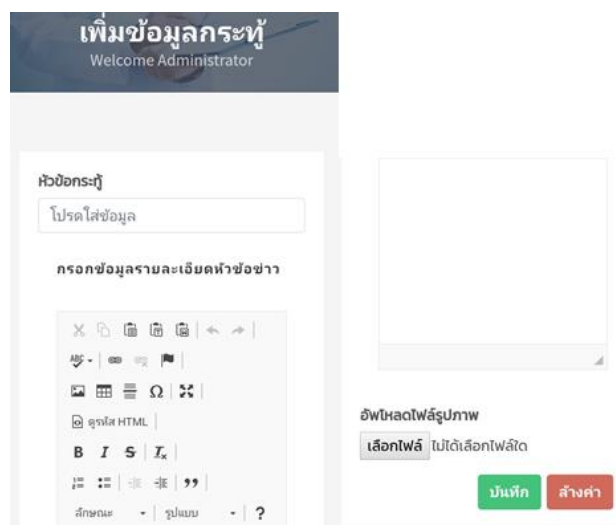 เพิ่มข้อมูลกระทู้
Welcome Administrator
หัวข้อกระทู้
โปรดใส่ข้อมูล
กรอกข้อมูลรายละเอียดหัวข้อข่าว
ABC
Ω
ดูรหัส HTML
B I S Tx
ลักษณะ รูปแบบ ?
อัพโหลดไฟล์รูปภาพ
เลือกไฟล์ ไม่ได้เลือกไฟล์ใด
บันทึก ล้างค่า